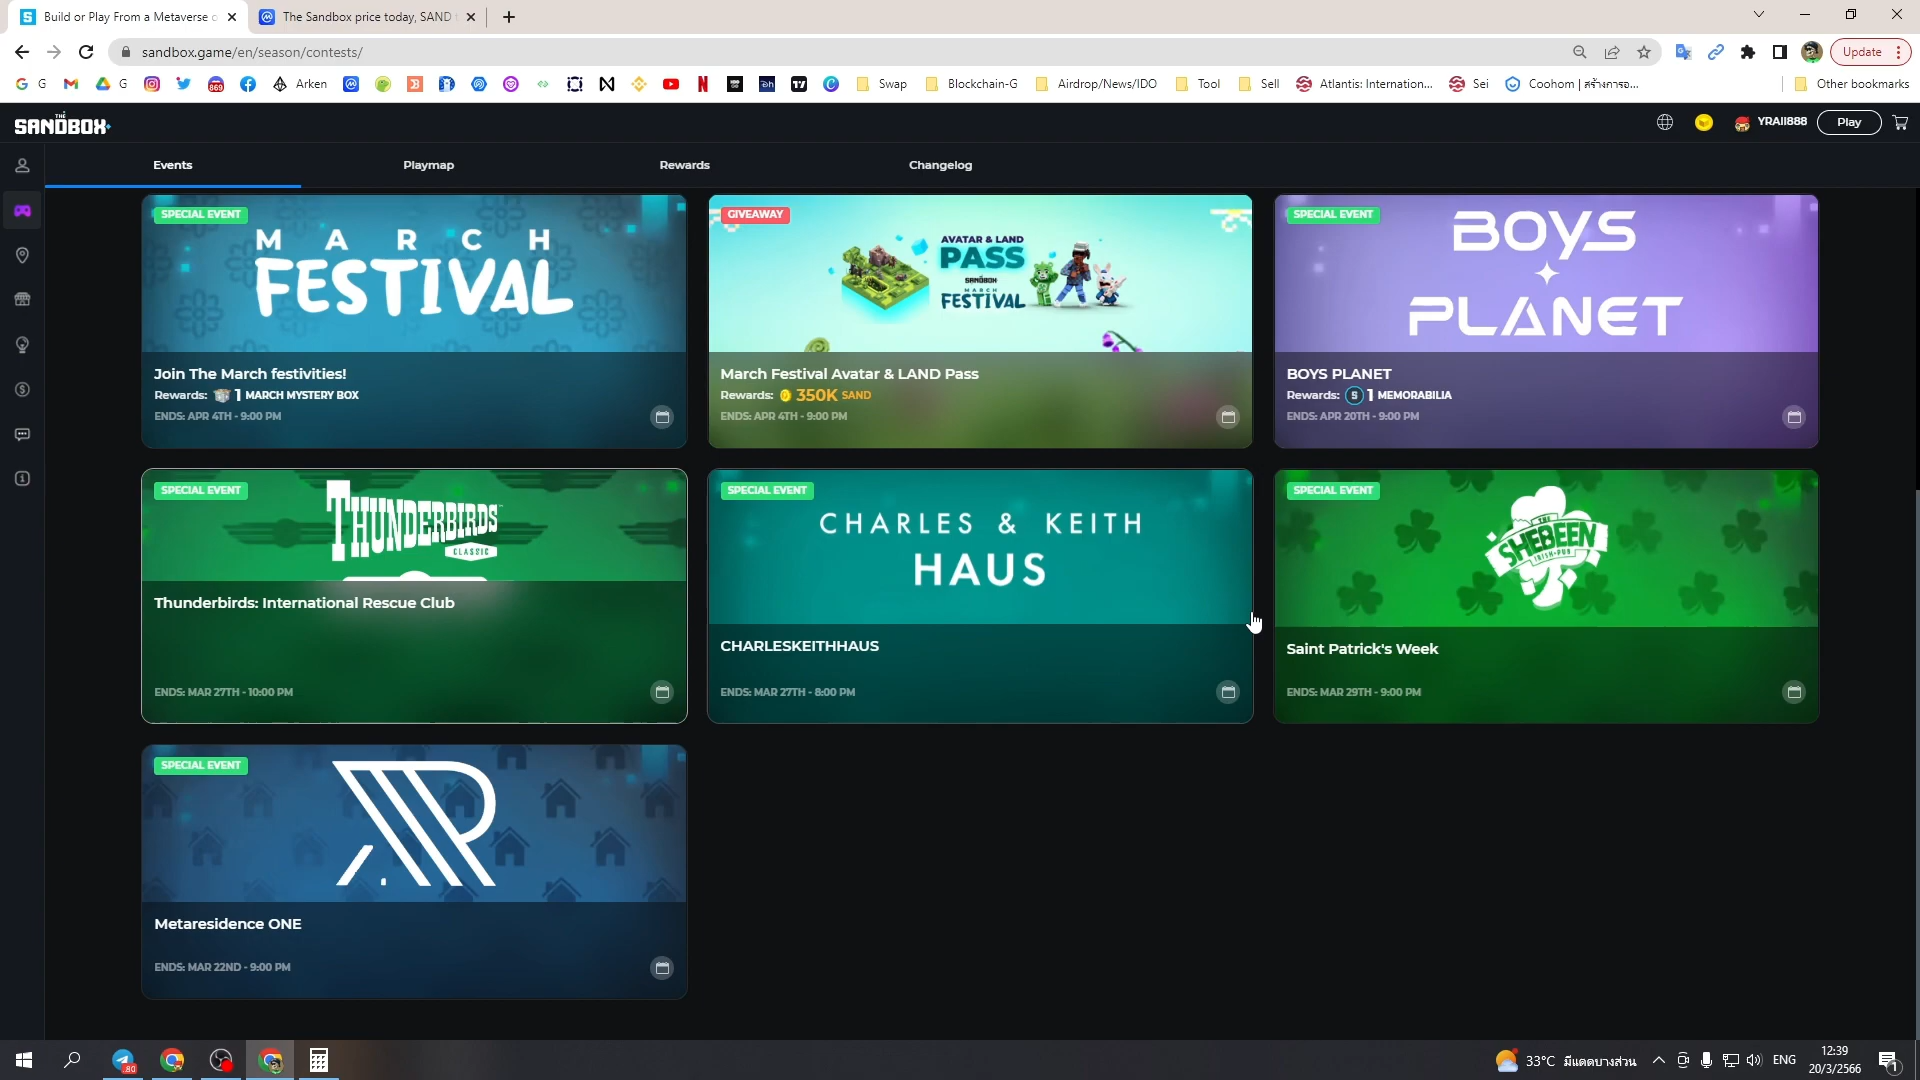 Build or Play From a Metaverse o
The Sandbox price today, SAND t
sandbox.game/en/season/contests/
Update
G
G
Arken
Swap
Blockchain-G
Airdrop/News/IDO
Tool
Sell
Atlantis: Internation...
Sei
Coohom | สร้างการอ...
Other bookmarks
THE
SANDBOX
YRAII888
Play
Events
Playmap
Rewards
Changelog
SPECIAL EVENT
MARCH
FESTIVAL
Join The March festivities!
Rewards: 1 MARCH MYSTERY BOX
ENDS: APR 4TH - 9:00 PM
GIVEAWAY
AVATAR & LAND
PASS
SANDBOX
MARCH
FESTIVAL
March Festival Avatar & LAND Pass
Rewards: 350K SAND
ENDS: APR 4TH - 9:00 PM
SPECIAL EVENT
BOYS
PLANET
BOYS PLANET
Rewards: 1 MEMORABILIA
ENDS: APR 20TH - 9:00 PM
SPECIAL EVENT
THUNDERBIRDS
CLASSIC
Thunderbirds: International Rescue Club
ENDS: MAR 27TH - 10:00 PM
SPECIAL EVENT
CHARLES & KEITH
HAUS
CHARLESKEITHHAUS
ENDS: MAR 27TH - 8:00 PM
SPECIAL EVENT
THE
SHEBEEN
IRISH • PUB
Saint Patrick's Week
ENDS: MAR 29TH - 9:00 PM
SPECIAL EVENT
Metaresidence ONE
ENDS: MAR 22ND - 9:00 PM
33°C มีแดดบางส่วน
ENG
12:39
20/3/2566